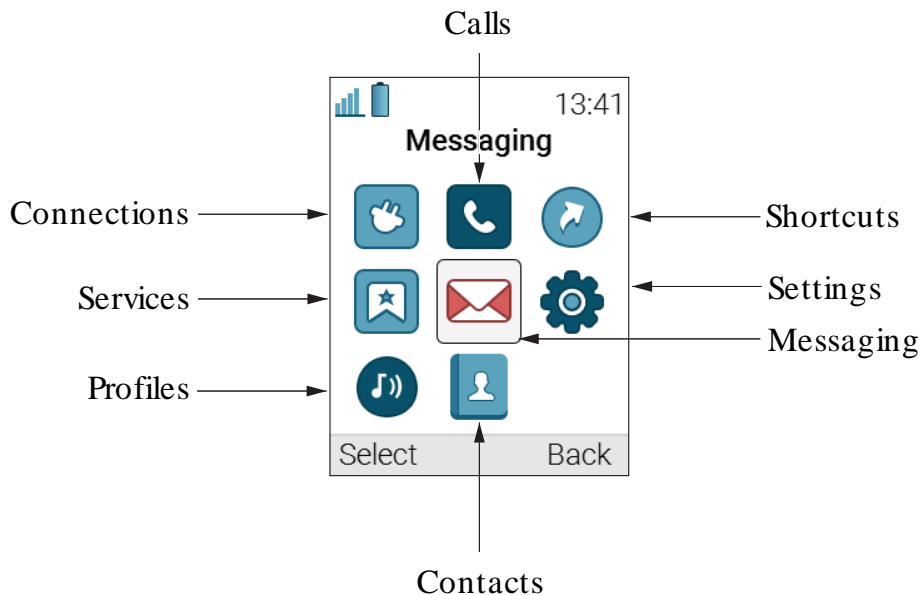 Calls
13:41
Messaging
Connections
Shortcuts
Services
Settings
Messaging
Profiles
Select
Back
Contacts